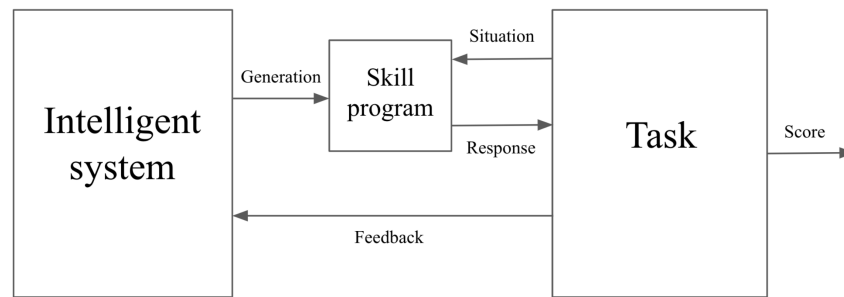 Intelligent
system
Generation
Skill
program
Situation
Response
Feedback
Task
Score